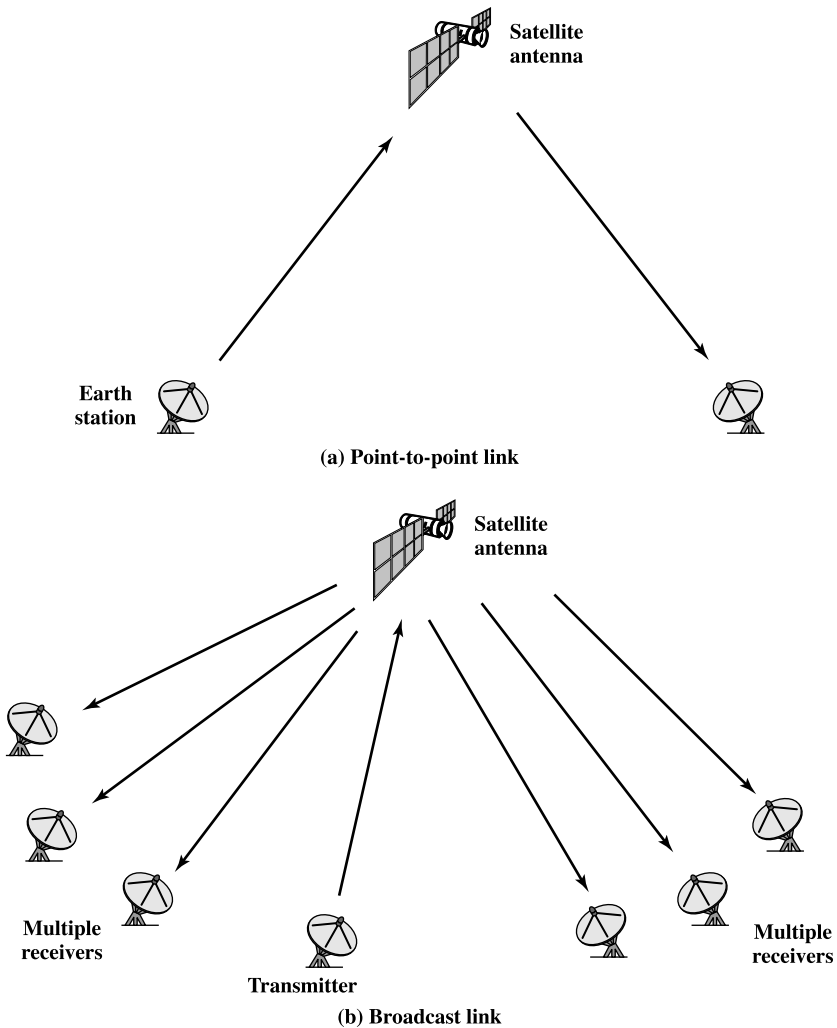 Satellite
antenna
Earth
station
(a) Point-to-point link
Satellite
antenna
Multiple
receivers
Transmitter
Multiple
receivers
(b) Broadcast link